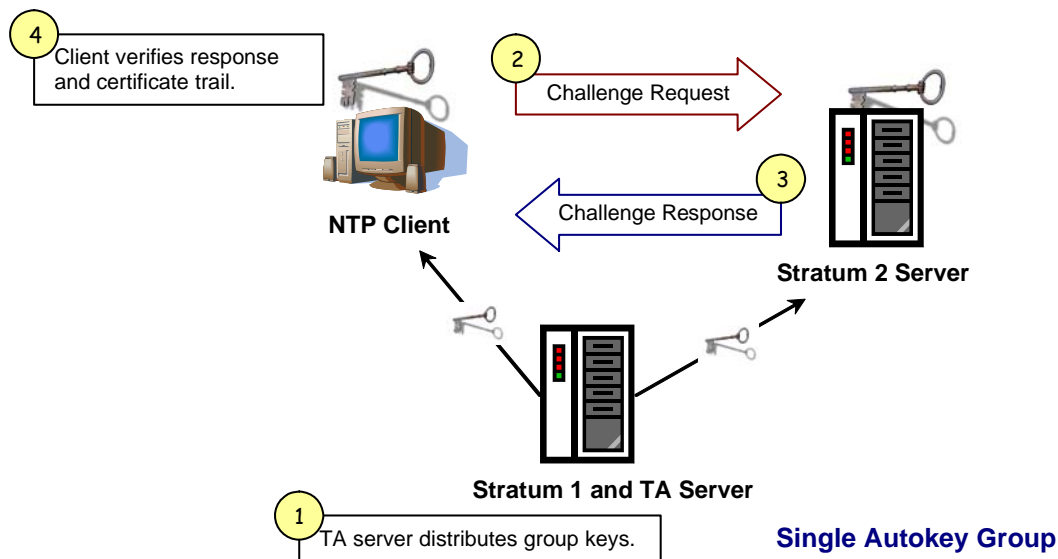 4
Client verifies response
and certificate trail.
2
Challenge Request
3
Challenge Response
NTP Client
Stratum 2 Server
Stratum 1 and TA Server
1
TA server distributes group keys.
Single Autokey Group